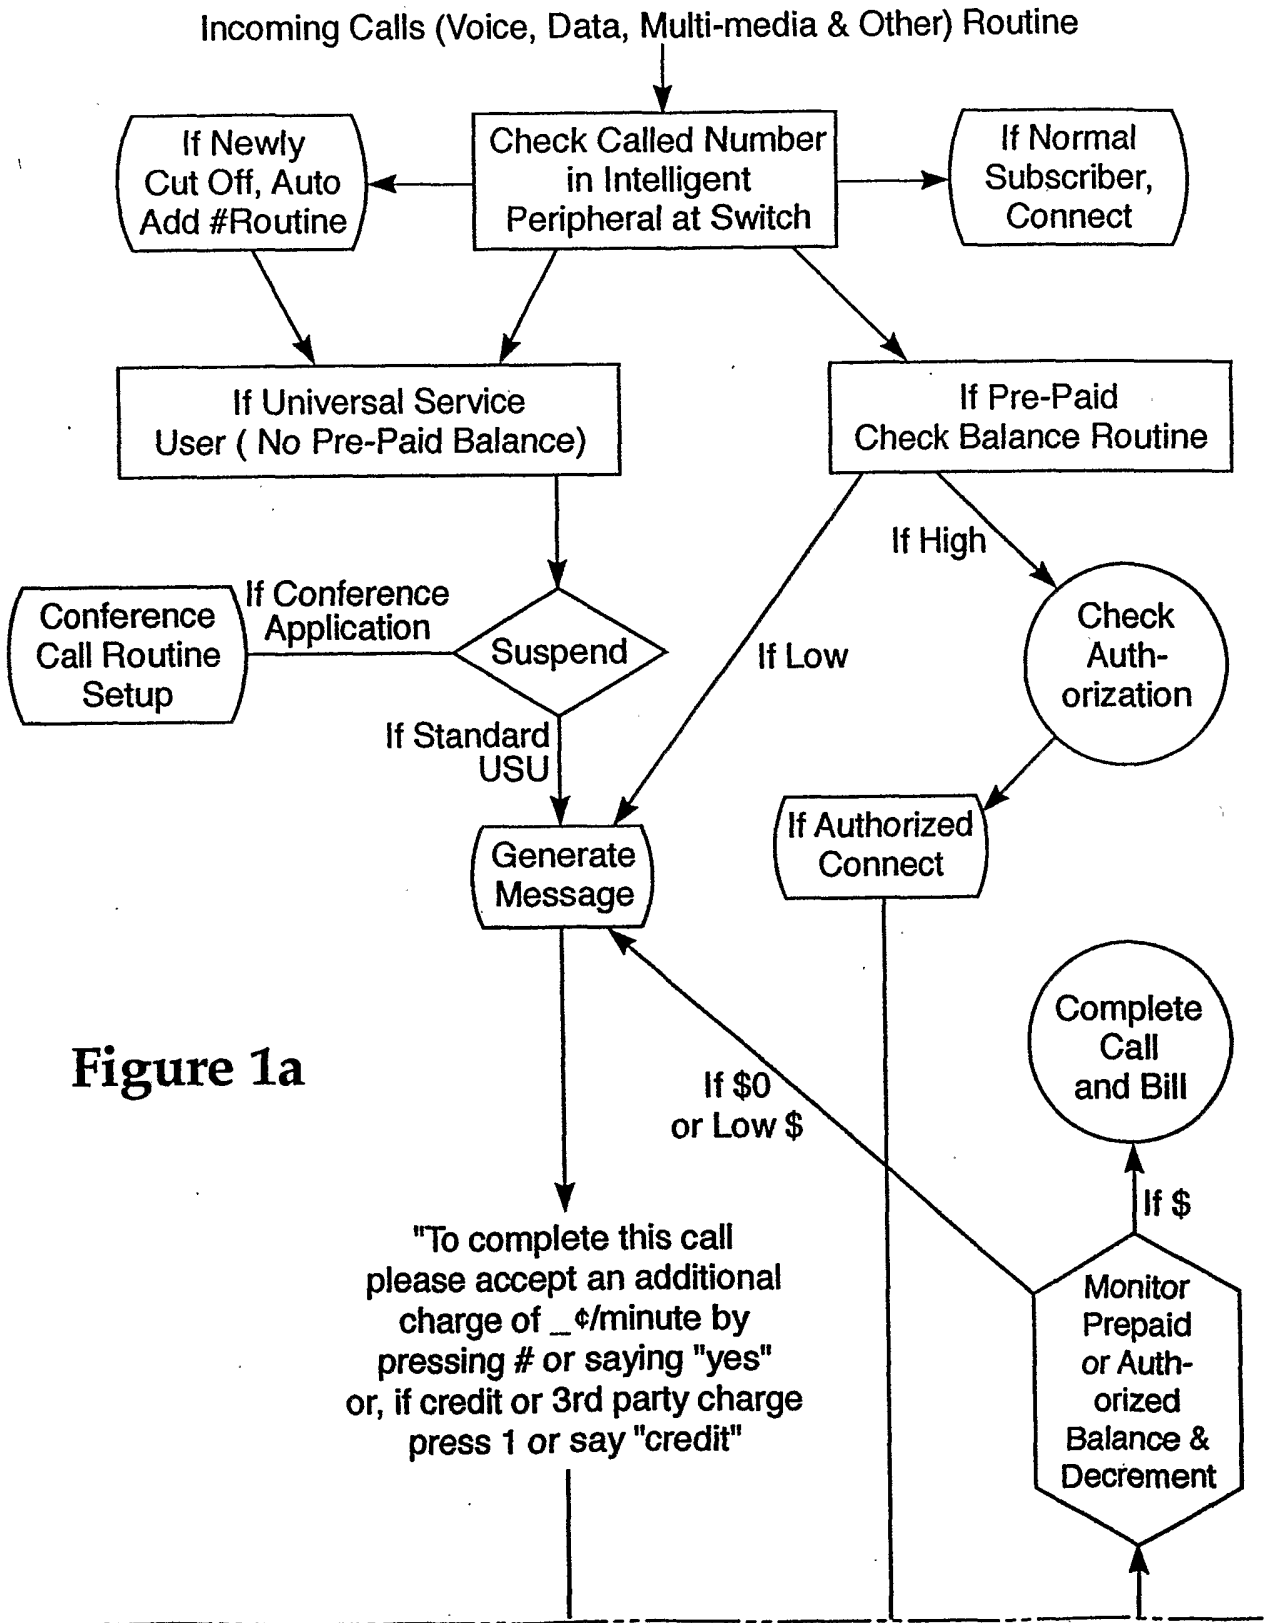 Incoming Calls (Voice, Data, Multi-media & Other) Routine
If Newly
Cut Off, Auto
Add #Routine
Check Called Number
in Intelligent
Peripheral at Switch
If Normal
Subscriber,
Connect
If Universal Service
User ( No Pre-Paid Balance)
If Pre-Paid
Check Balance Routine
If High
Conference
Call Routine
Setup
If Conference
Application
Suspend
If Low
Check
Auth-
orization
If Standard
USU
Generate
Message
If Authorized
Connect
Figure 1a
If $0
or Low $
Complete
Call
and Bill
If $
"To complete this call
please accept an additional
charge of _¢/minute by
pressing # or saying "yes"
or, if credit or 3rd party charge
press 1 or say "credit"
Monitor
Prepaid
or Auth-
orized
Balance &
Decrement